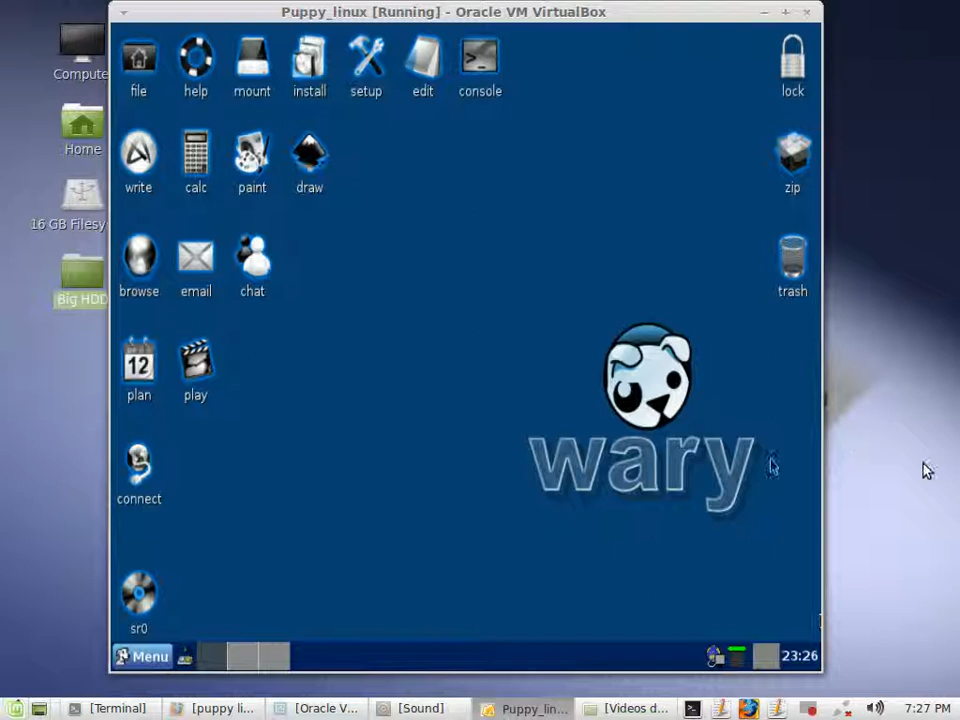 Puppy_linux [Running] - Oracle VM VirtualBox
Compute
Home
16 GB Filesy
Big HDD
file
help
mount
install
setup
edit
console
lock
write
calc
paint
draw
zip
browse
email
chat
trash
plan
12
play
connect
wary
sr0
Menu
23:26
[Terminal]
[puppy li...
[Oracle V...
[Sound]
Puppy_lin...
[Videos d...
7:27 PM